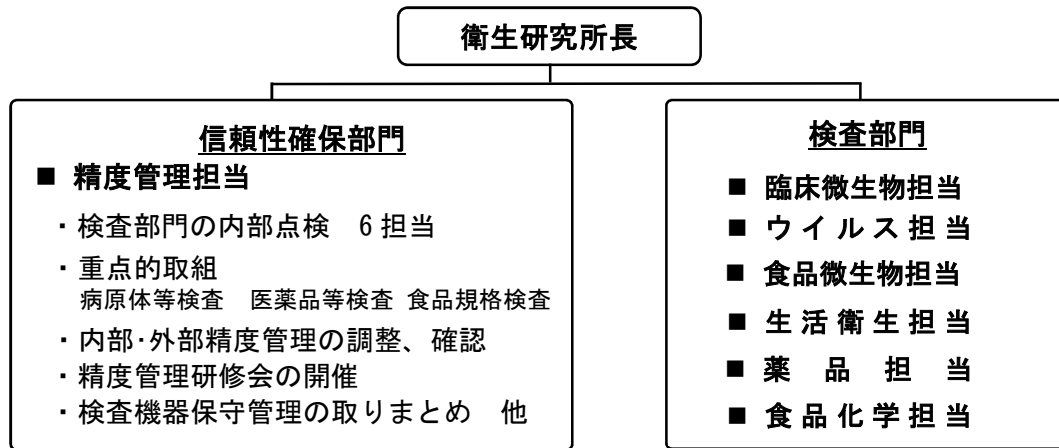 衛生研究所長
信頼性確保部門
■ 精度管理担当
・検査部門の内部点検 6担当
・重点的取組
病原体等検査 医薬品等検査 食品規格検査
・内部･外部精度管理の調整、確認
・精度管理研修会の開催
・検査機器保守管理の取りまとめ 他
検査部門
■ 臨床微生物担当
■ ウイルス担当
■ 食品微生物担当
■ 生活衛生担当
■ 薬品担当
■ 食品化学担当